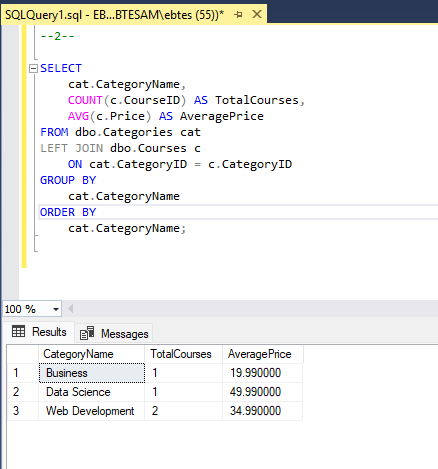 SQLQuery1.sql - EB...BTESAM\ebtes (55))*
--2--
SELECT
cat.CategoryName,
COUNT(c.CourseID) AS TotalCourses,
AVG(c.Price) AS AveragePrice
FROM dbo.Categories cat
LEFT JOIN dbo.Courses c
ON cat.CategoryID = c.CategoryID
GROUP BY
cat.CategoryName
ORDER BY
cat.CategoryName;
100 %
Results Messages
CategoryName TotalCourses AveragePrice
1 Business 1 19.990000
2 Data Science 1 49.990000
3 Web Development 2 34.990000